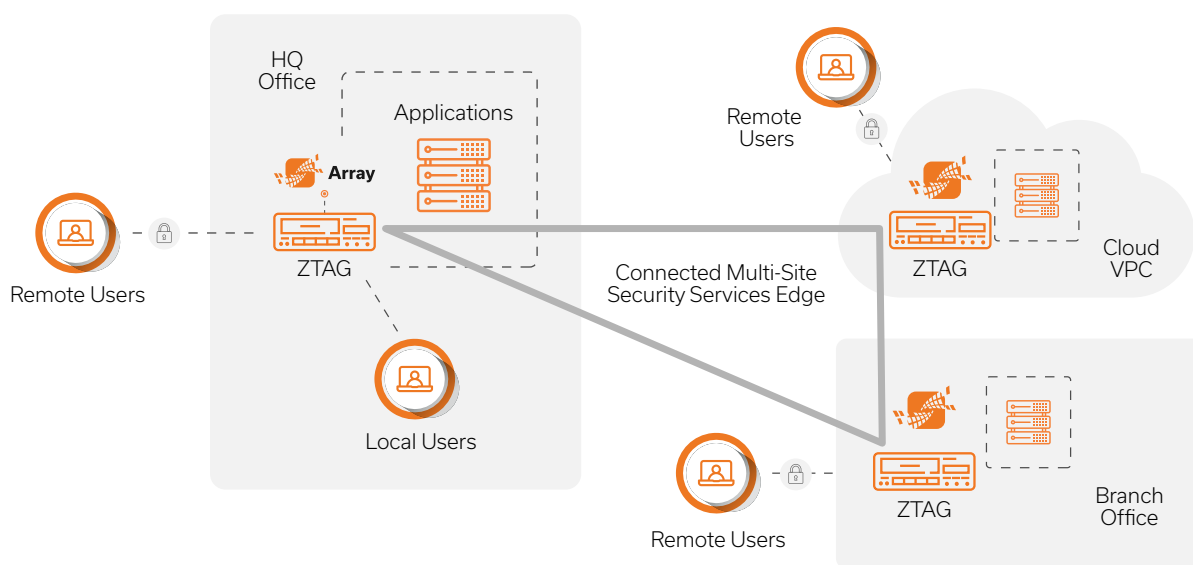 HQ
Office
Applications
Array
ZTAG
Remote Users
Local Users
Connected Multi-Site
Security Services Edge
Remote
Users
ZTAG
Cloud
VPC
ZTAG
Branch
Office
Remote Users